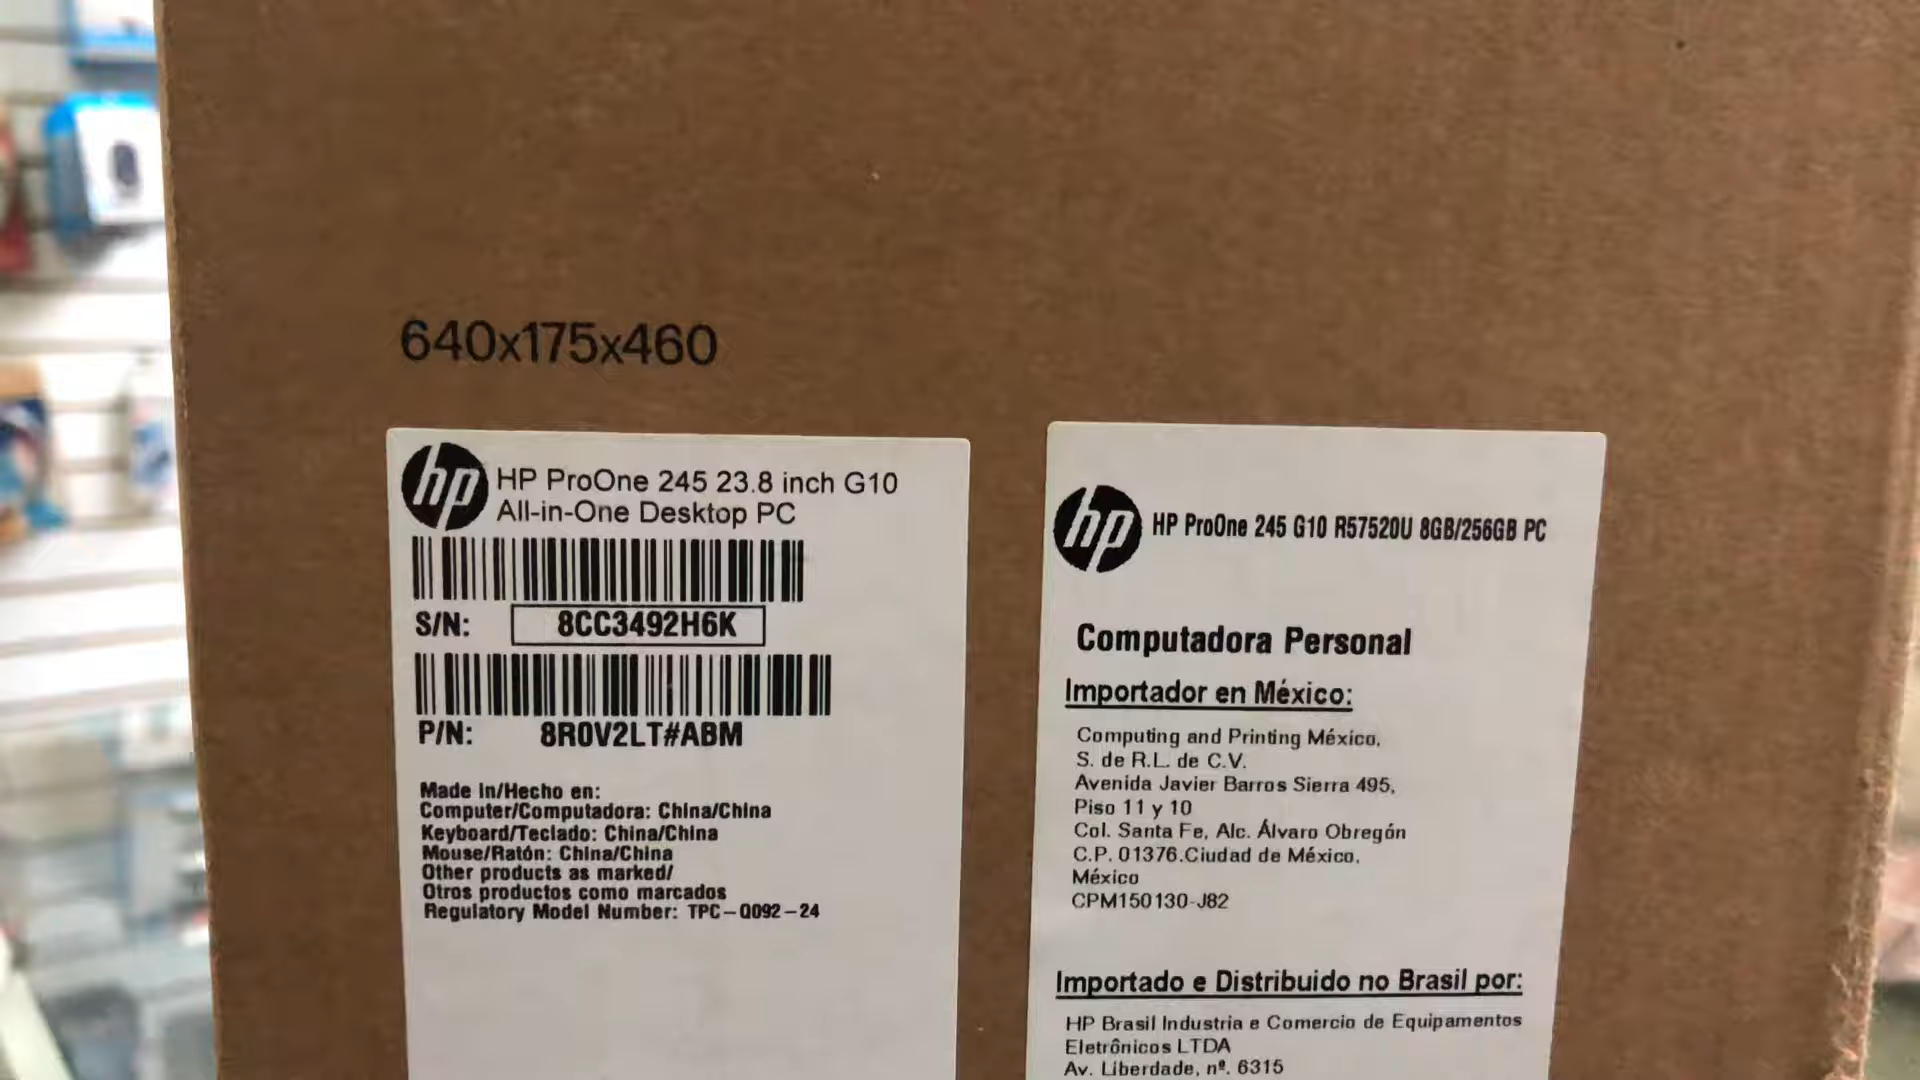 640x175x460
hp HP ProOne 245 23.8 inch G10
All-in-One Desktop PC
S/N: 8CC3492H6K
P/N: 8R0V2LT#ABM
Made In/Hecho en:
Computer/Computadora: China/China
Keyboard/Teclado: China/China
Mouse/Ratón: China/China
Other products as marked/
Otros productos como marcados
Regulatory Model Number: TPC-Q092-24
hp HP ProOne 245 G10 R57520U 8GB/256GB PC
Computadora Personal
Importador en México:
Computing and Printing México,
S. de R.L. de C.V.
Avenida Javier Barros Sierra 495,
Piso 11 y 10
Col. Santa Fe, Alc. Álvaro Obregón
C.P. 01376.Ciudad de México,
México
CPM150130-J82
Importado e Distribuido no Brasil por:
HP Brasil Industria e Comercio de Equipamentos
Eletrônicos LTDA
Av. Liberdade, nº. 6315